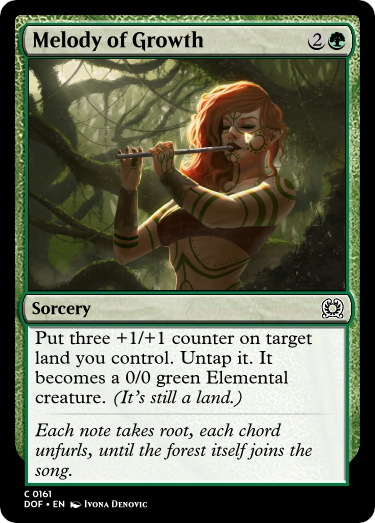 Melody of Growth 2
Sorcery
Put three +1/+1 counter on target
land you control. Untap it. It
becomes a 0/0 green Elemental
creature. (It's still a land.)
Each note takes root, each chord
unfurls, until the forest itself joins the
song.
C 0161
DOF • EN Ivona Denovic